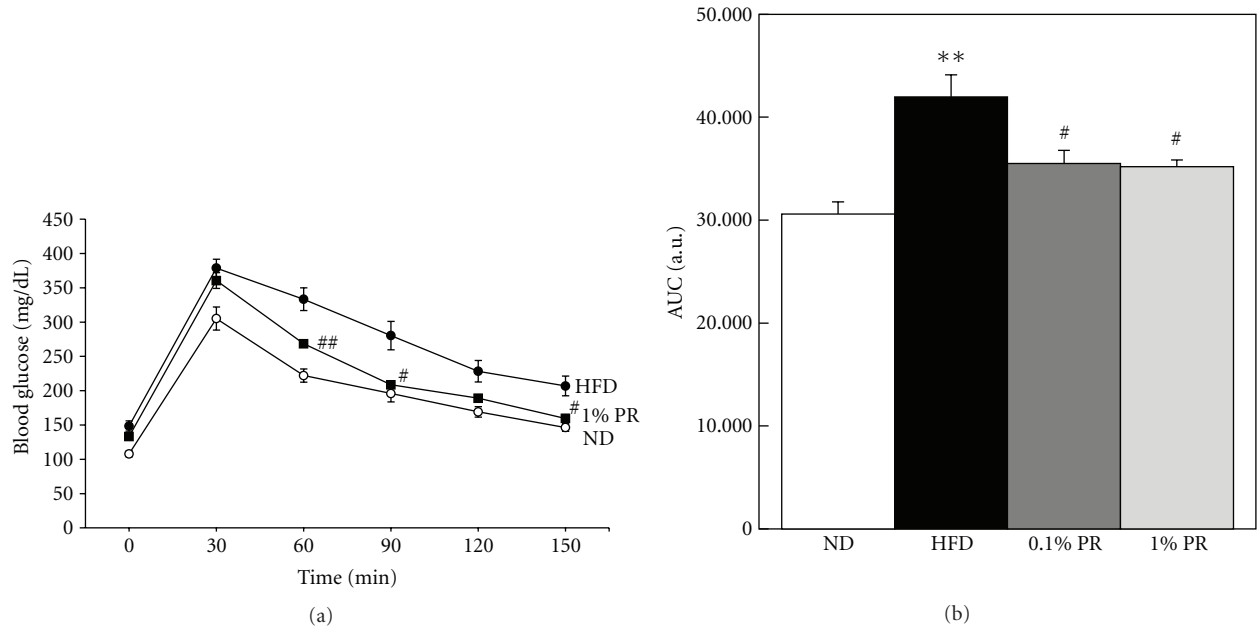 450
400
350
300
250
200
150
100
50
0
Blood glucose (mg/dL)
##
#
HFD
#
1% PR
ND
0 30 60 90 120 150
Time (min)
(a)
50.000
40.000
30.000
20.000
10.000
0
AUC (a.u.)
**
#
#
ND HFD 0.1% PR 1% PR
(b)